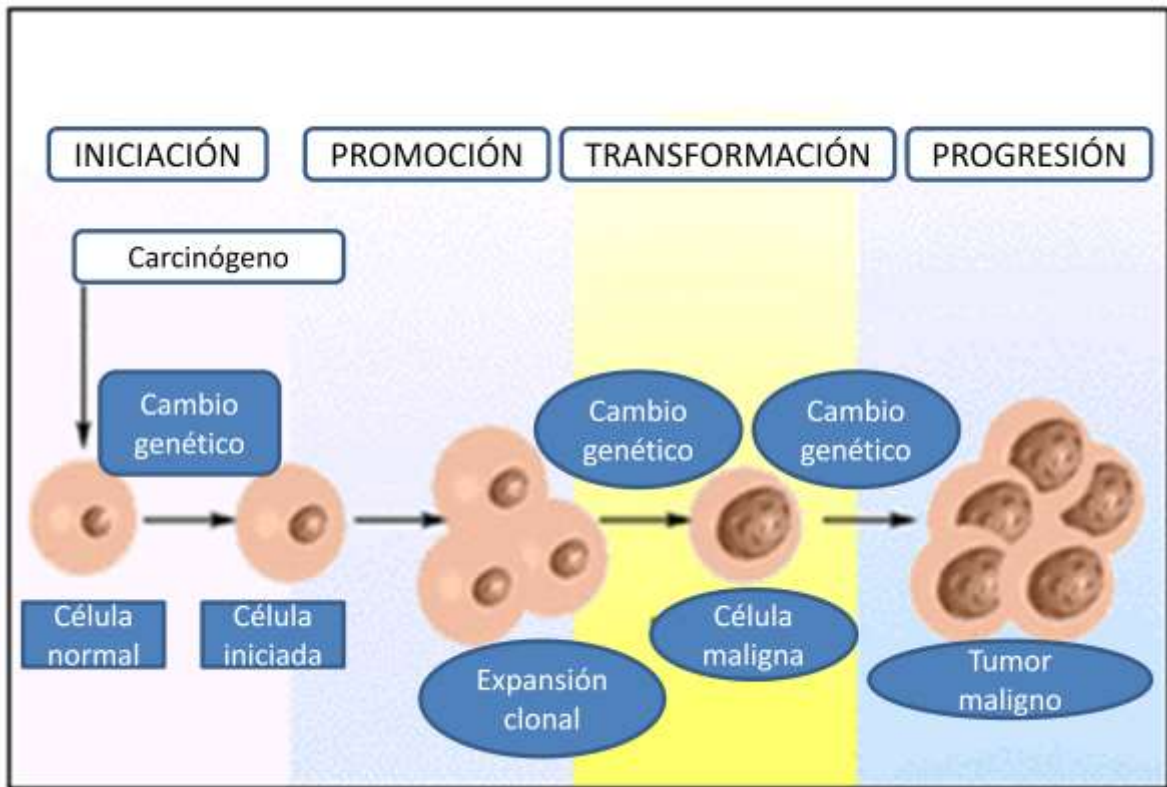 INICIACIÓN
PROMOCIÓN
TRANSFORMACIÓN
PROGRESIÓN
Carcinógeno
Cambio
genético
Cambio
genético
Cambio
genético
Célula
normal
Célula
iniciada
Expansión
clonal
Célula
maligna
Tumor
maligno